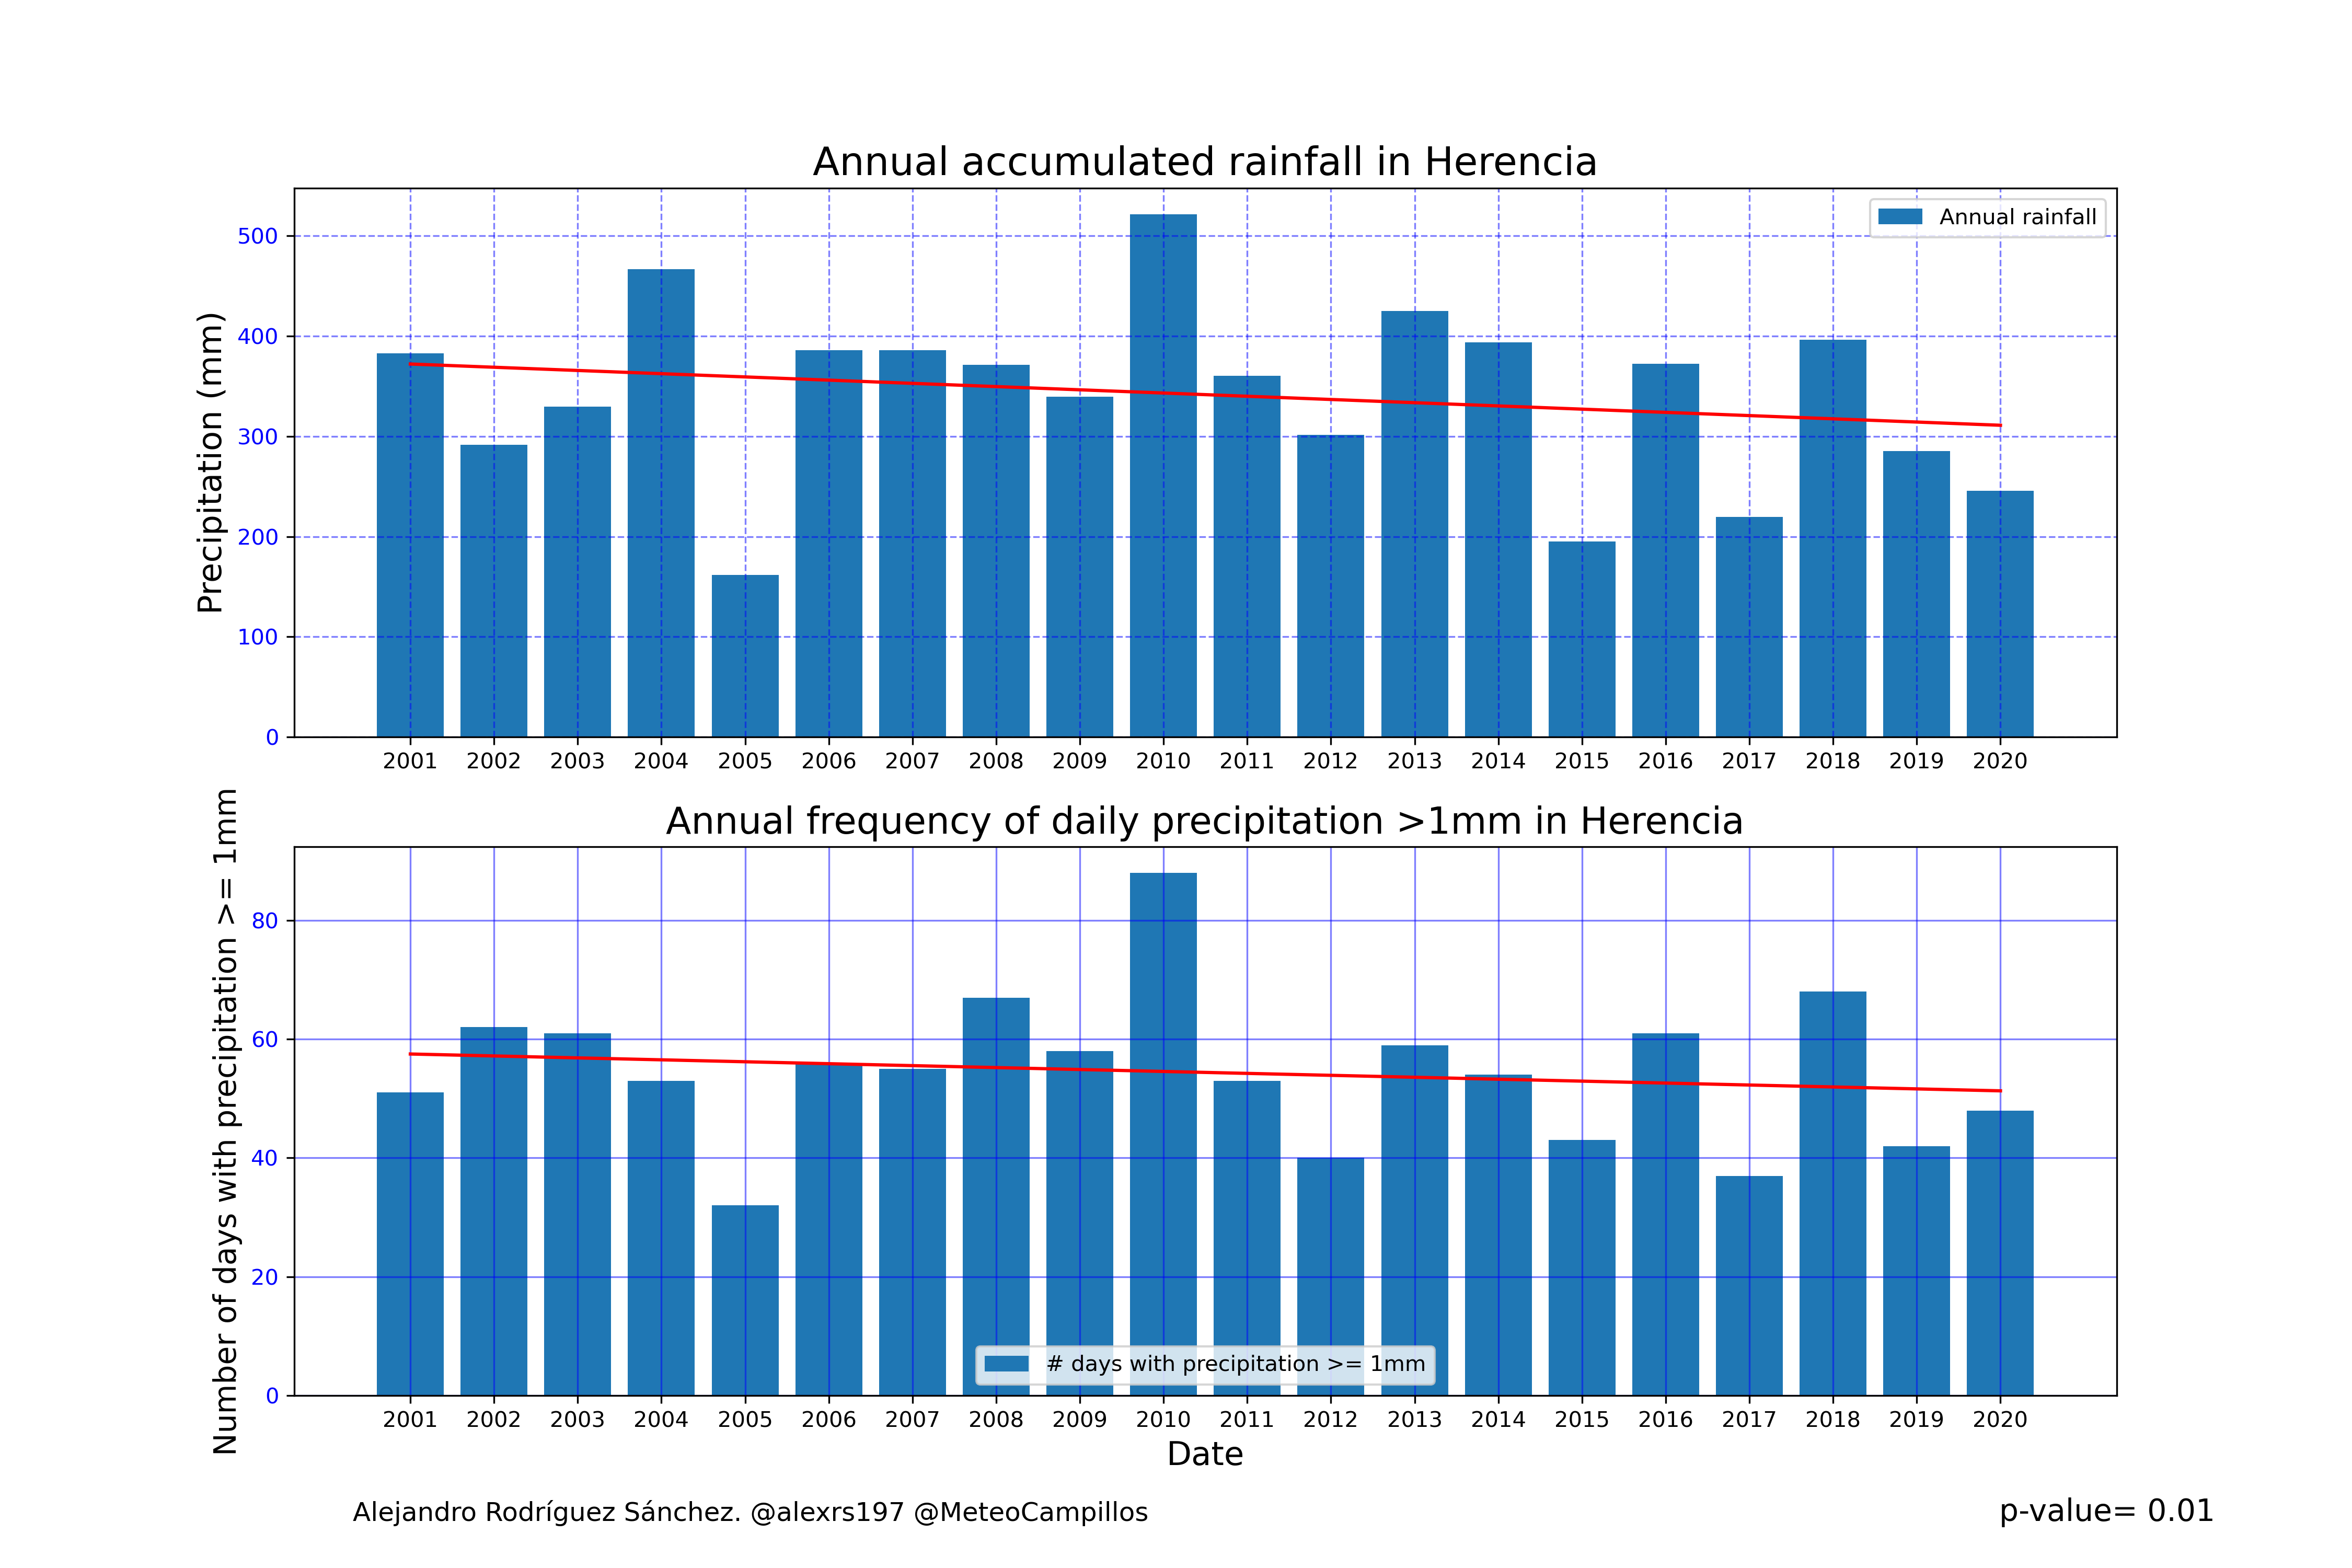 Annual accumulated rainfall in Herencia
Precipitation (mm)
500
400
300
200
100
0
Annual rainfall
2001 2002 2003 2004 2005 2006 2007 2008 2009 2010 2011 2012 2013 2014 2015 2016 2017 2018 2019 2020
Annual frequency of daily precipitation >1mm in Herencia
Number of days with precipitation >= 1mm
80
60
40
20
0
# days with precipitation >= 1mm
2001 2002 2003 2004 2005 2006 2007 2008 2009 2010 2011 2012 2013 2014 2015 2016 2017 2018 2019 2020
Date
Alejandro Rodríguez Sánchez. @alexrs197 @MeteoCampillos
p-value= 0.01